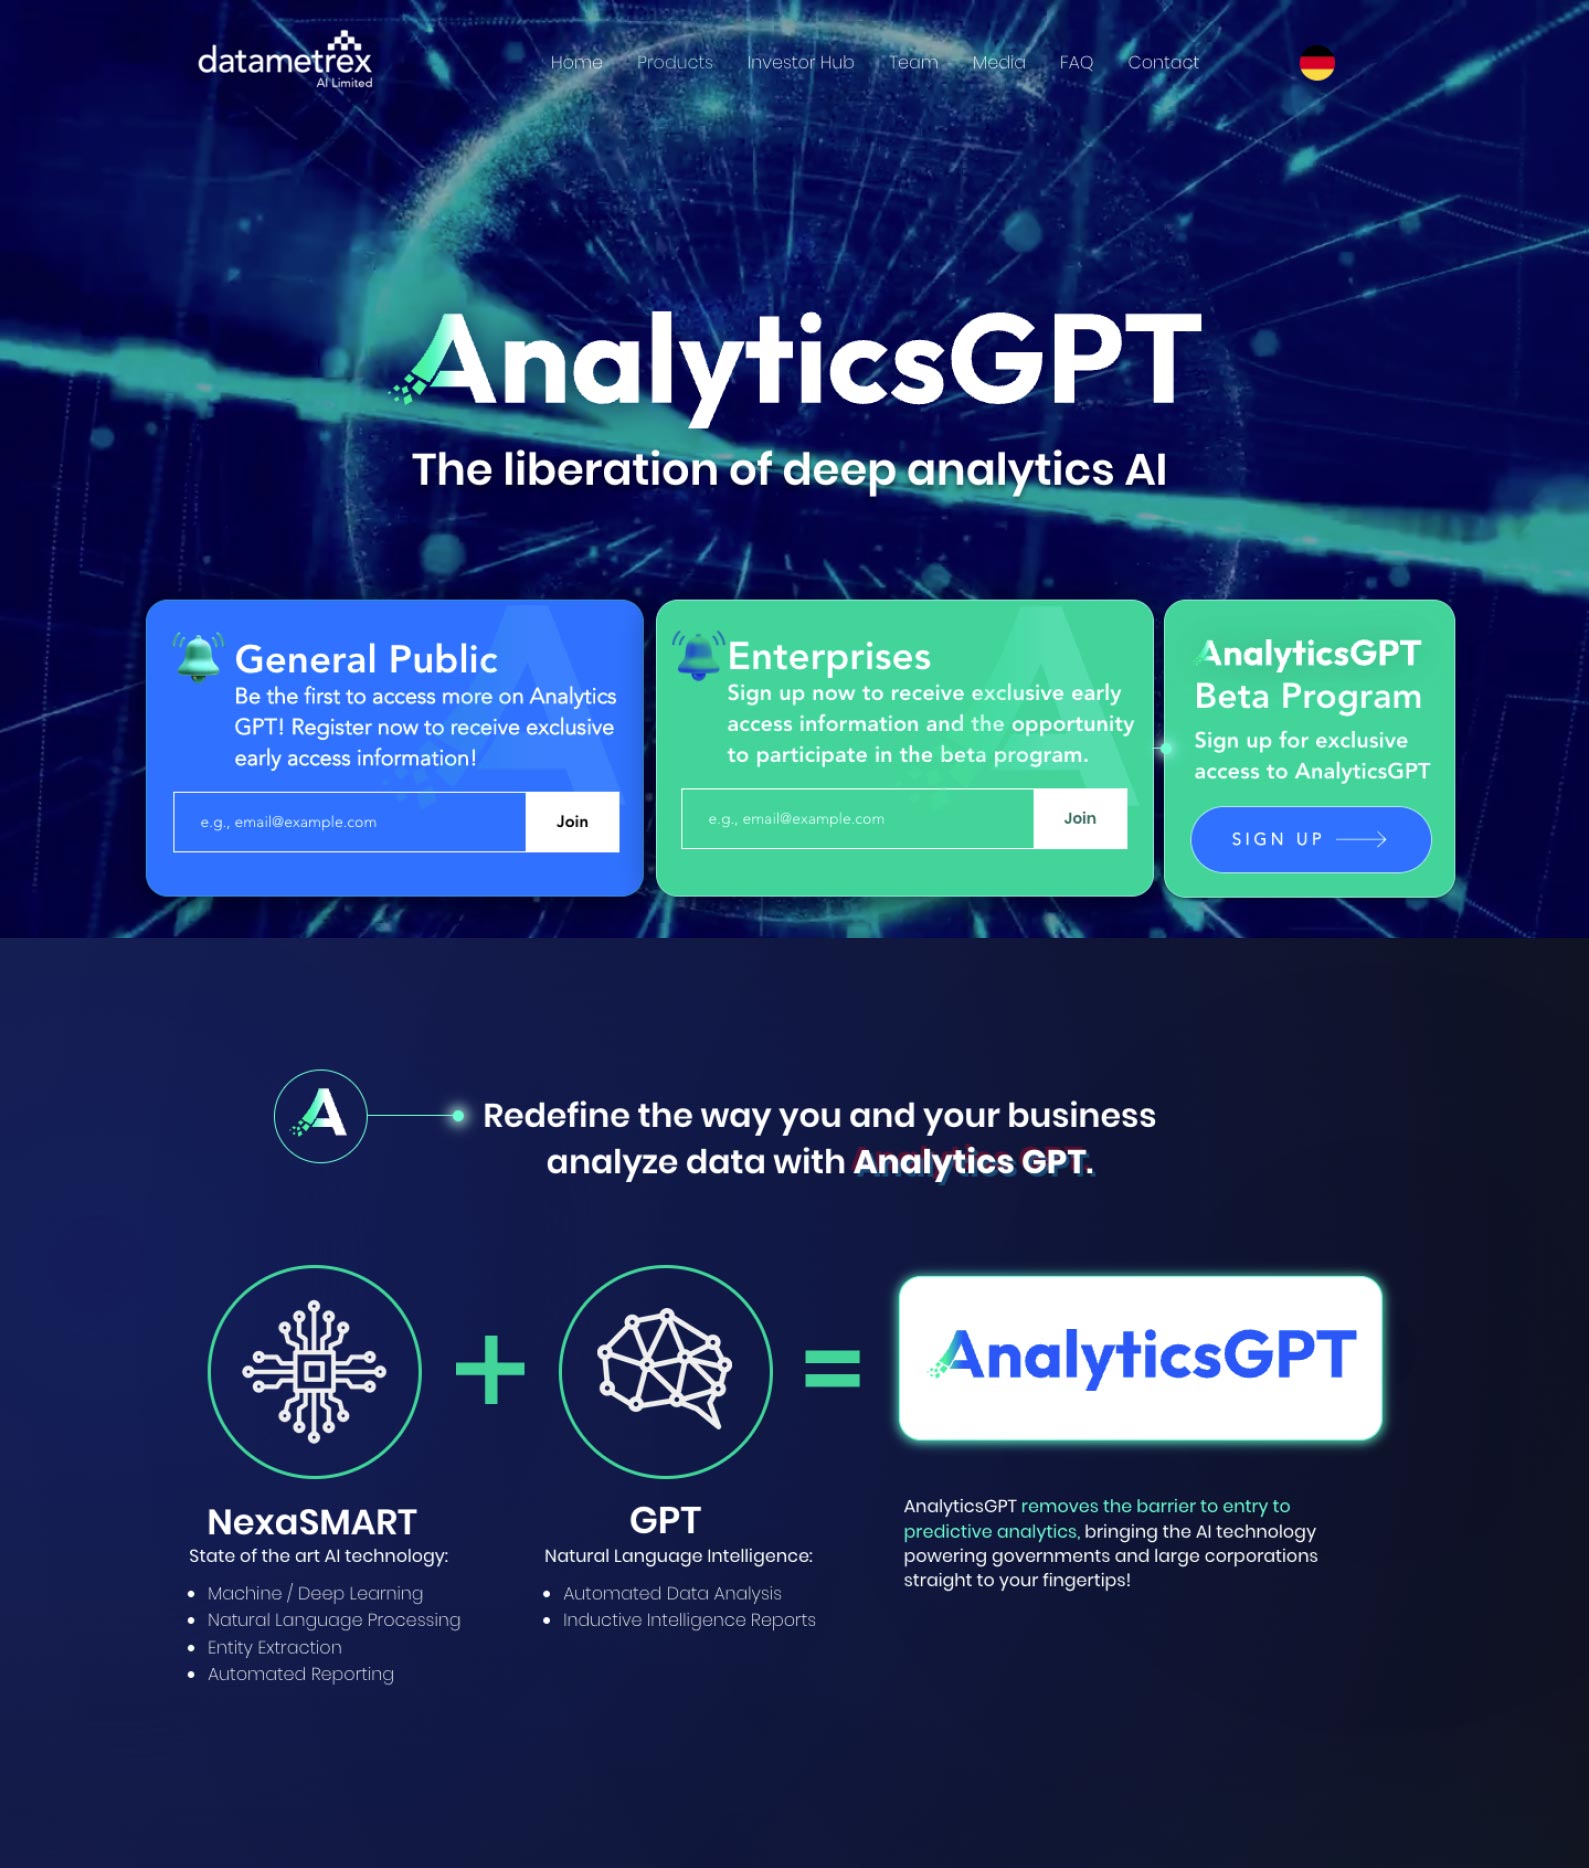 datametrex
AI Limited
Home Products Investor Hub Team Media FAQ Contact
AnalyticsGPT
The liberation of deep analytics AI
General Public
Be the first to access more on Analytics
GPT! Register now to receive exclusive
early access information!
e.g., email@example.com
Join
Enterprises
Sign up now to receive exclusive early
access information and the opportunity
to participate in the beta program.
e.g., email@example.com
Join
AnalyticsGPT
Beta Program
Sign up for exclusive
access to AnalyticsGPT
SIGN UP
A
Redefine the way you and your business
analyze data with Analytics GPT.
+
=
AnalyticsGPT
NexaSMART
State of the art AI technology:
• Machine / Deep Learning
• Natural Language Processing
• Entity Extraction
• Automated Reporting
GPT
Natural Language Intelligence:
• Automated Data Analysis
• Inductive Intelligence Reports
AnalyticsGPT removes the barrier to entry to
predictive analytics, bringing the AI technology
powering governments and large corporations
straight to your fingertips!